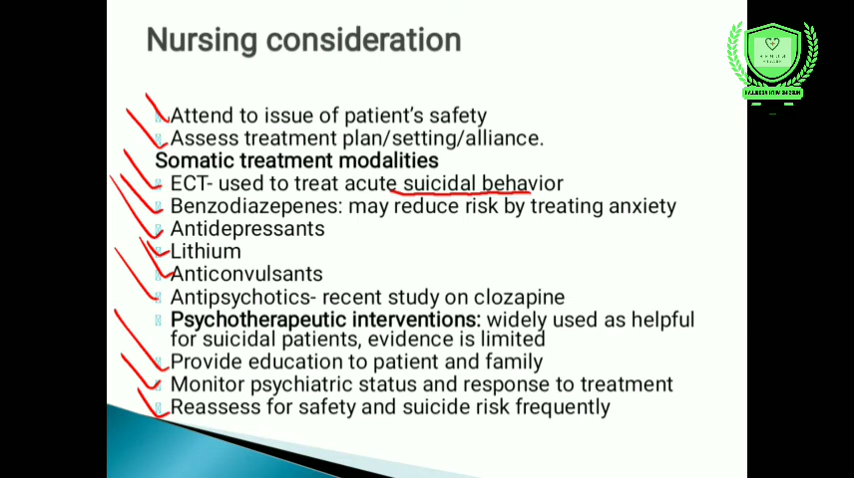 Nursing consideration
Attend to issue of patient's safety
Assess treatment plan/setting/alliance.
Somatic treatment modalities
ECT- used to treat acute suicidal behavior
Benzodiazepenes: may reduce risk by treating anxiety
Antidepressants
Lithium
Anticonvulsants
Antipsychotics- recent study on clozapine
Psychotherapeutic interventions: widely used as helpful
for suicidal patients, evidence is limited
Provide education to patient and family
Monitor psychiatric status and response to treatment
Reassess for safety and suicide risk frequently